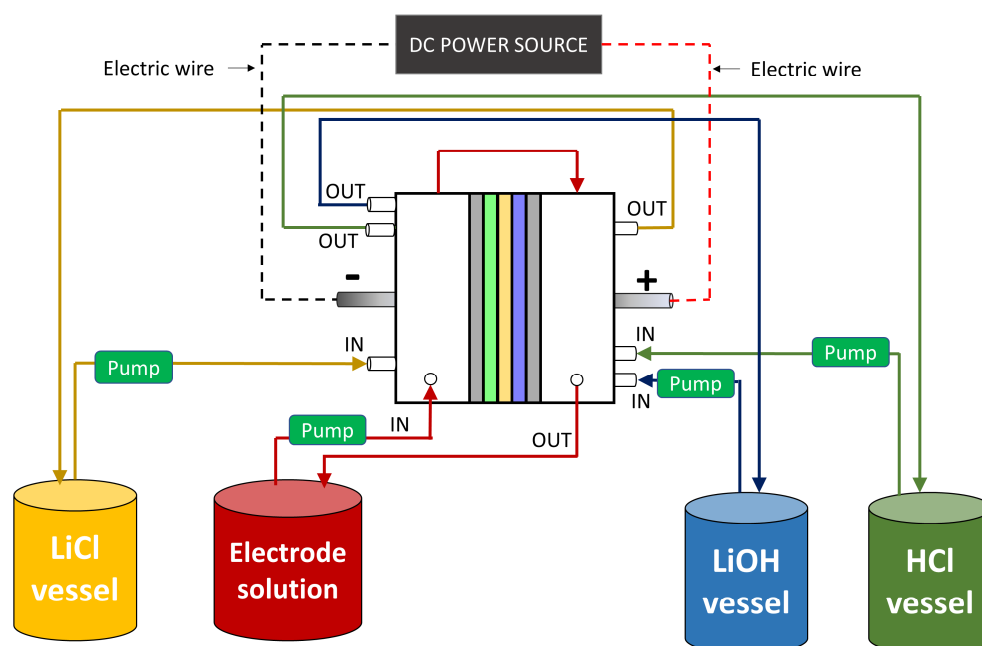 DC POWER SOURCE
Electric wire
Electric wire
OUT
OUT
OUT
-
+
IN
IN
Pump
Pump
Pump
IN
IN
Pump
OUT
LiCl
vessel
Electrode
solution
LiOH
vessel
HCl
vessel